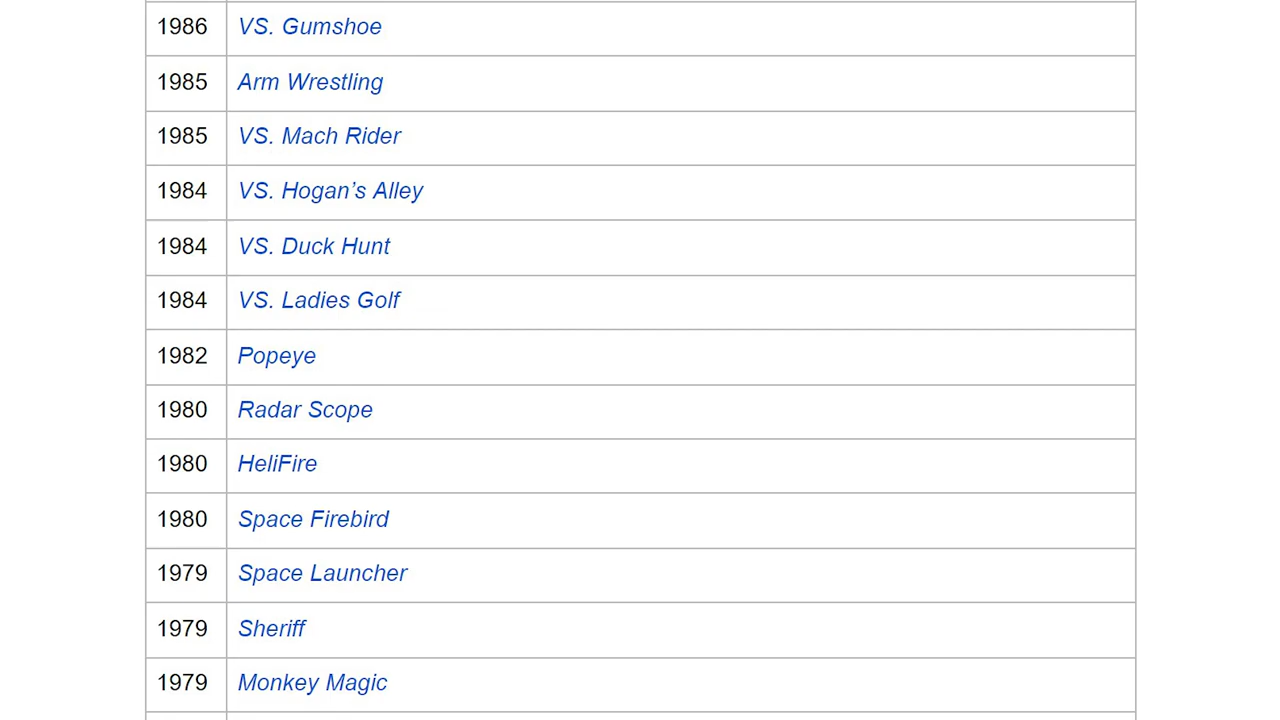 1986 VS. Gumshoe
1985 Arm Wrestling
1985 VS. Mach Rider
1984 VS. Hogan’s Alley
1984 VS. Duck Hunt
1984 VS. Ladies Golf
1982 Popeye
1980 Radar Scope
1980 HeliFire
1980 Space Firebird
1979 Space Launcher
1979 Sheriff
1979 Monkey Magic